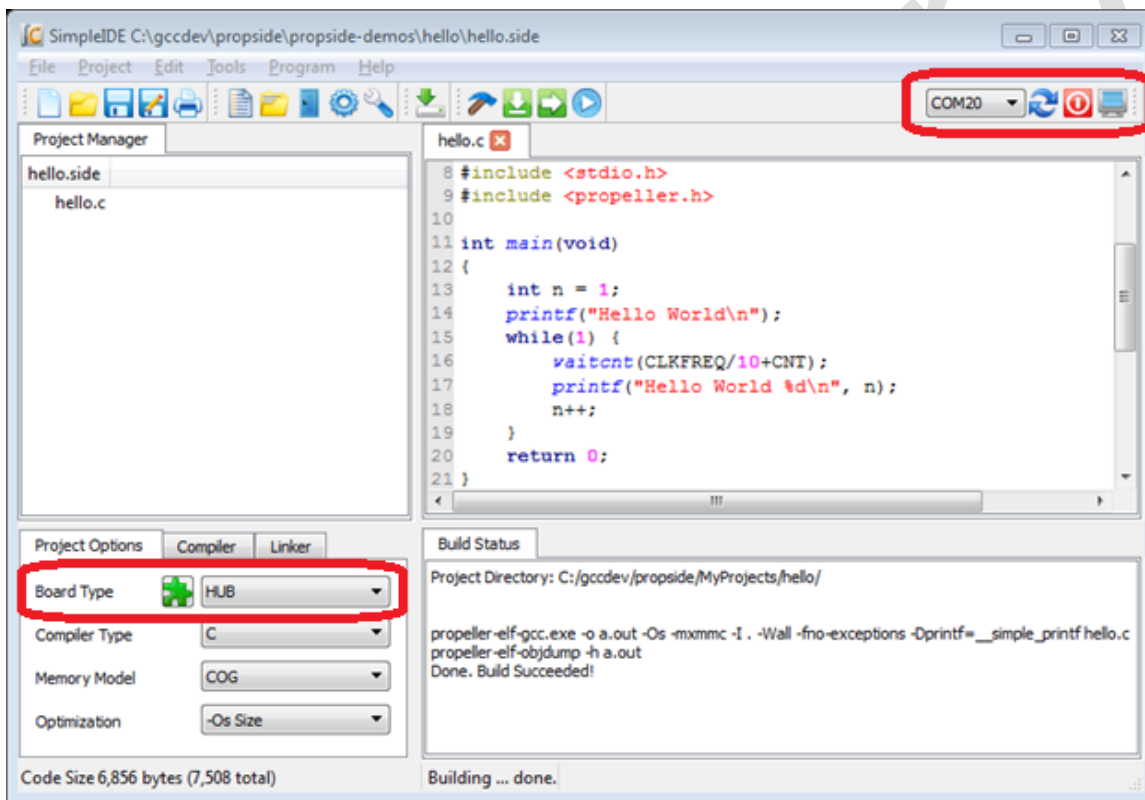 SimpleIDE C:\gccdev\propside\propside-demos\hello\hello.side
File Project Edit Tools Program Help
COM20
Project Manager
hello.side
hello.c
hello.c
8 #include <stdio.h>
9 #include <propeller.h>
10
11 int main(void)
12 {
13 int n = 1;
14 printf("Hello World\n");
15 while(1) {
16 waitcnt(CLKFREQ/10+CNT);
17 printf("Hello World %d\n", n);
18 n++;
19 }
20 return 0;
21 }
Project Options Compiler Linker
Board Type HUB
Compiler Type C
Memory Model COG
Optimization -Os Size
Build Status
Project Directory: C:/gccdev/propside/MyProjects/hello/
propeller-elf-gcc.exe -o a.out -Os -mxmmc -I . -Wall -fno-exceptions -Dprintf=__simple_printf hello.c
propeller-elf-objdump -h a.out
Done. Build Succeeded!
Code Size 6,856 bytes (7,508 total)
Building ... done.